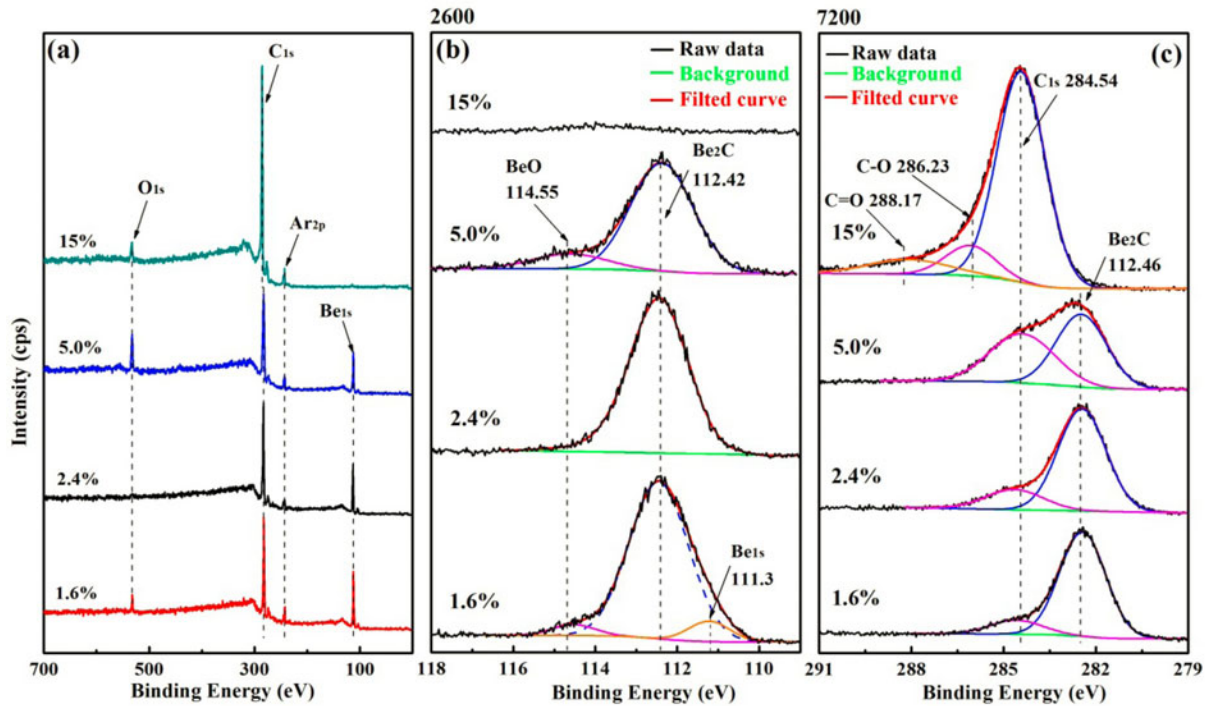 2600
7200
(a)
C1s
O1s
Ar2p
15%
Be1s
5.0%
2.4%
1.6%
Intensity (cps)
700
500
300
100
Binding Energy (eV)
(b)
Raw data
Background
Filted curve
15%
BeO
114.55
Be2C
112.42
5.0%
2.4%
Be1s
111.3
1.6%
118
116
114
112
110
Binding Energy (eV)
Raw data
Background
Filted curve
(c)
C1s 284.54
C-O 286.23
C=O 288.17
15%
Be2C
112.46
5.0%
2.4%
1.6%
291
288
285
282
279
Binding Energy (eV)